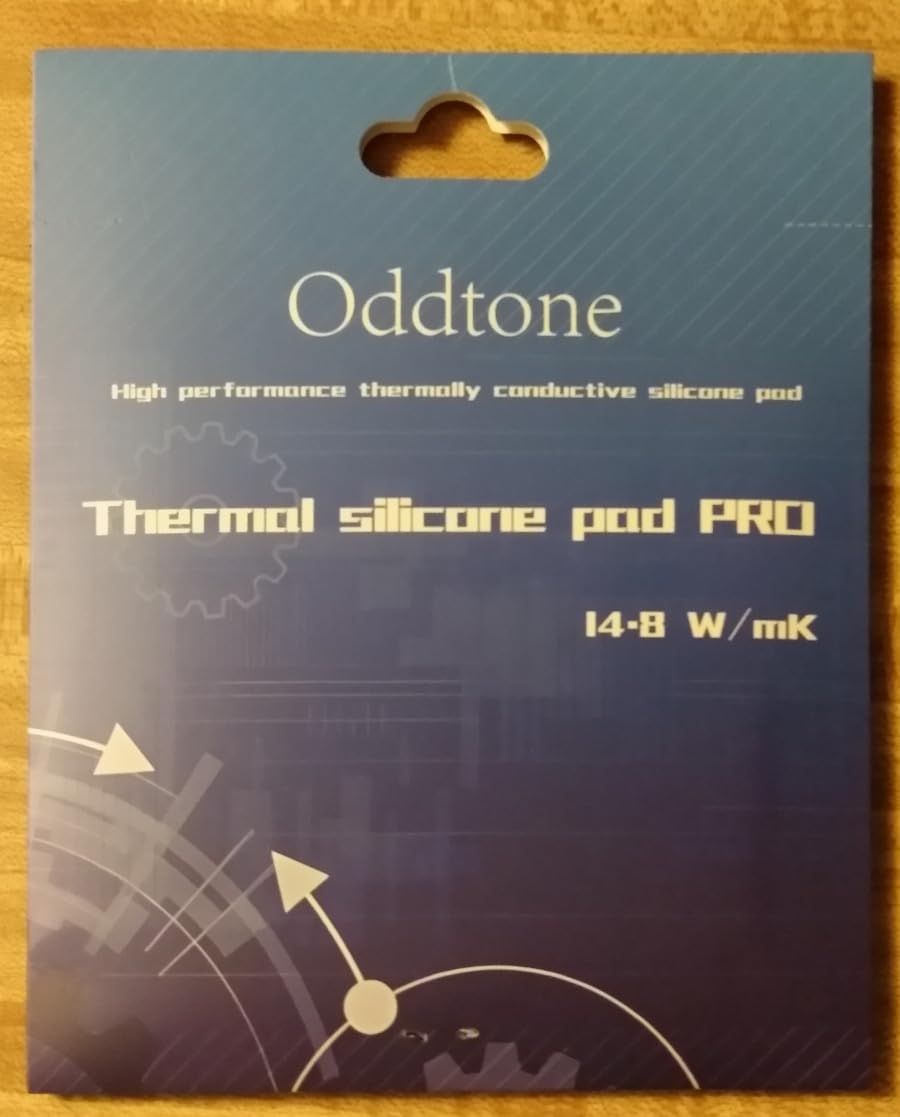 Oddtone
High performance thermally conductive silicone pad
Thermal silicone pad PRO
14-8 W/mK